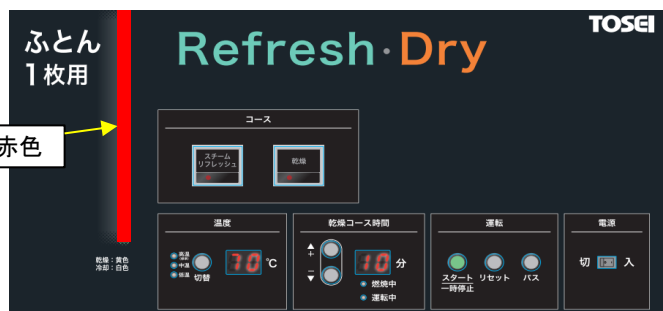 TOSEI
ふとん
1枚用
Refresh·Dry
赤色
コース
スチーム
リフレッシュ
乾燥
乾燥：黄色
冷却：白色
温度
高温
中温
低温
切替
70 ℃
乾燥コース時間
+
−
10 分
燃焼中
運転中
運転
スタート
一時停止
リセット
パス
電源
切 入